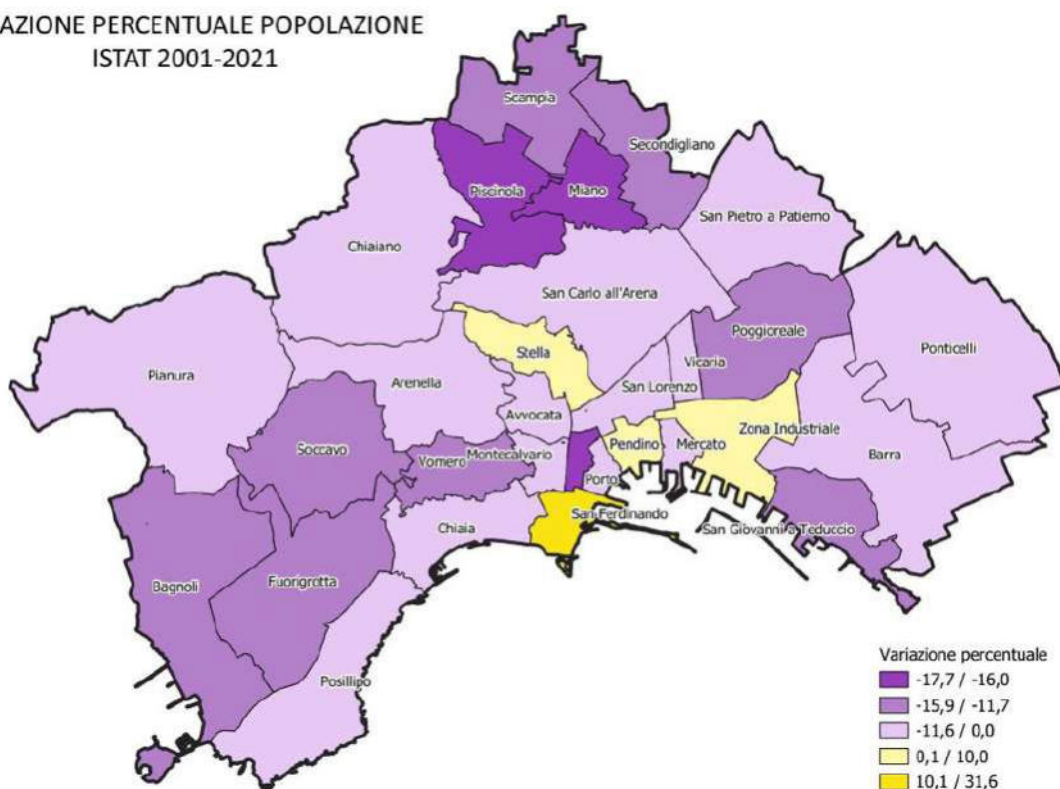 AZIONE PERCENTUALE POPOLAZIONE
ISTAT 2001-2021
Scampia
Secondigliano
Piscinola
Miano
San Pietro a Patierno
Chiaiano
San Carlo all'Arena
Poggioreale
Ponticelli
Stella
Vicaria
Pianura
Arenella
San Lorenzo
Avvocata
Zona Industriale
Soccavo
Vomero
Montecalvario
Pendino
Mercato
Barra
Porto
Chiaia
San Ferdinando
San Giovanni a Teduccio
Bagnoli
Fuorigrotta
Posillipo
Variazione percentuale
-17,7 / -16,0
-15,9 / -11,7
-11,6 / 0,0
0,1 / 10,0
10,1 / 31,6